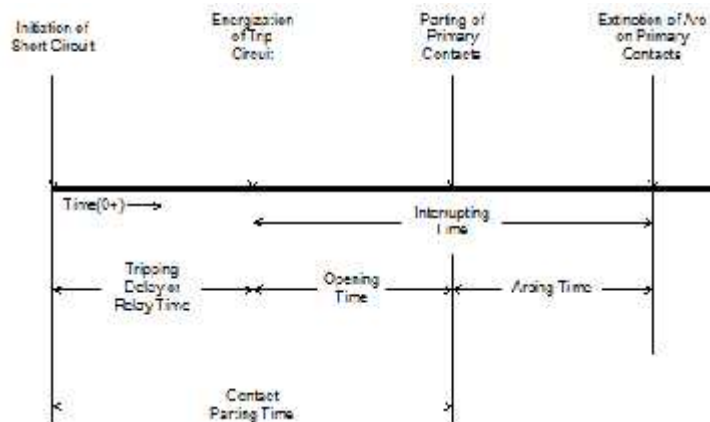 Initiation of
Short Circuit
Energization
of Trip
Circuit
Parting of
Primary
Contacts
Extinction of Arc
on Primary
Contacts
Time(0+)
Interrupting
Time
Tripping
Delay or
Relay Time
Opening
Time
Arcing Time
Contact
Parting Time